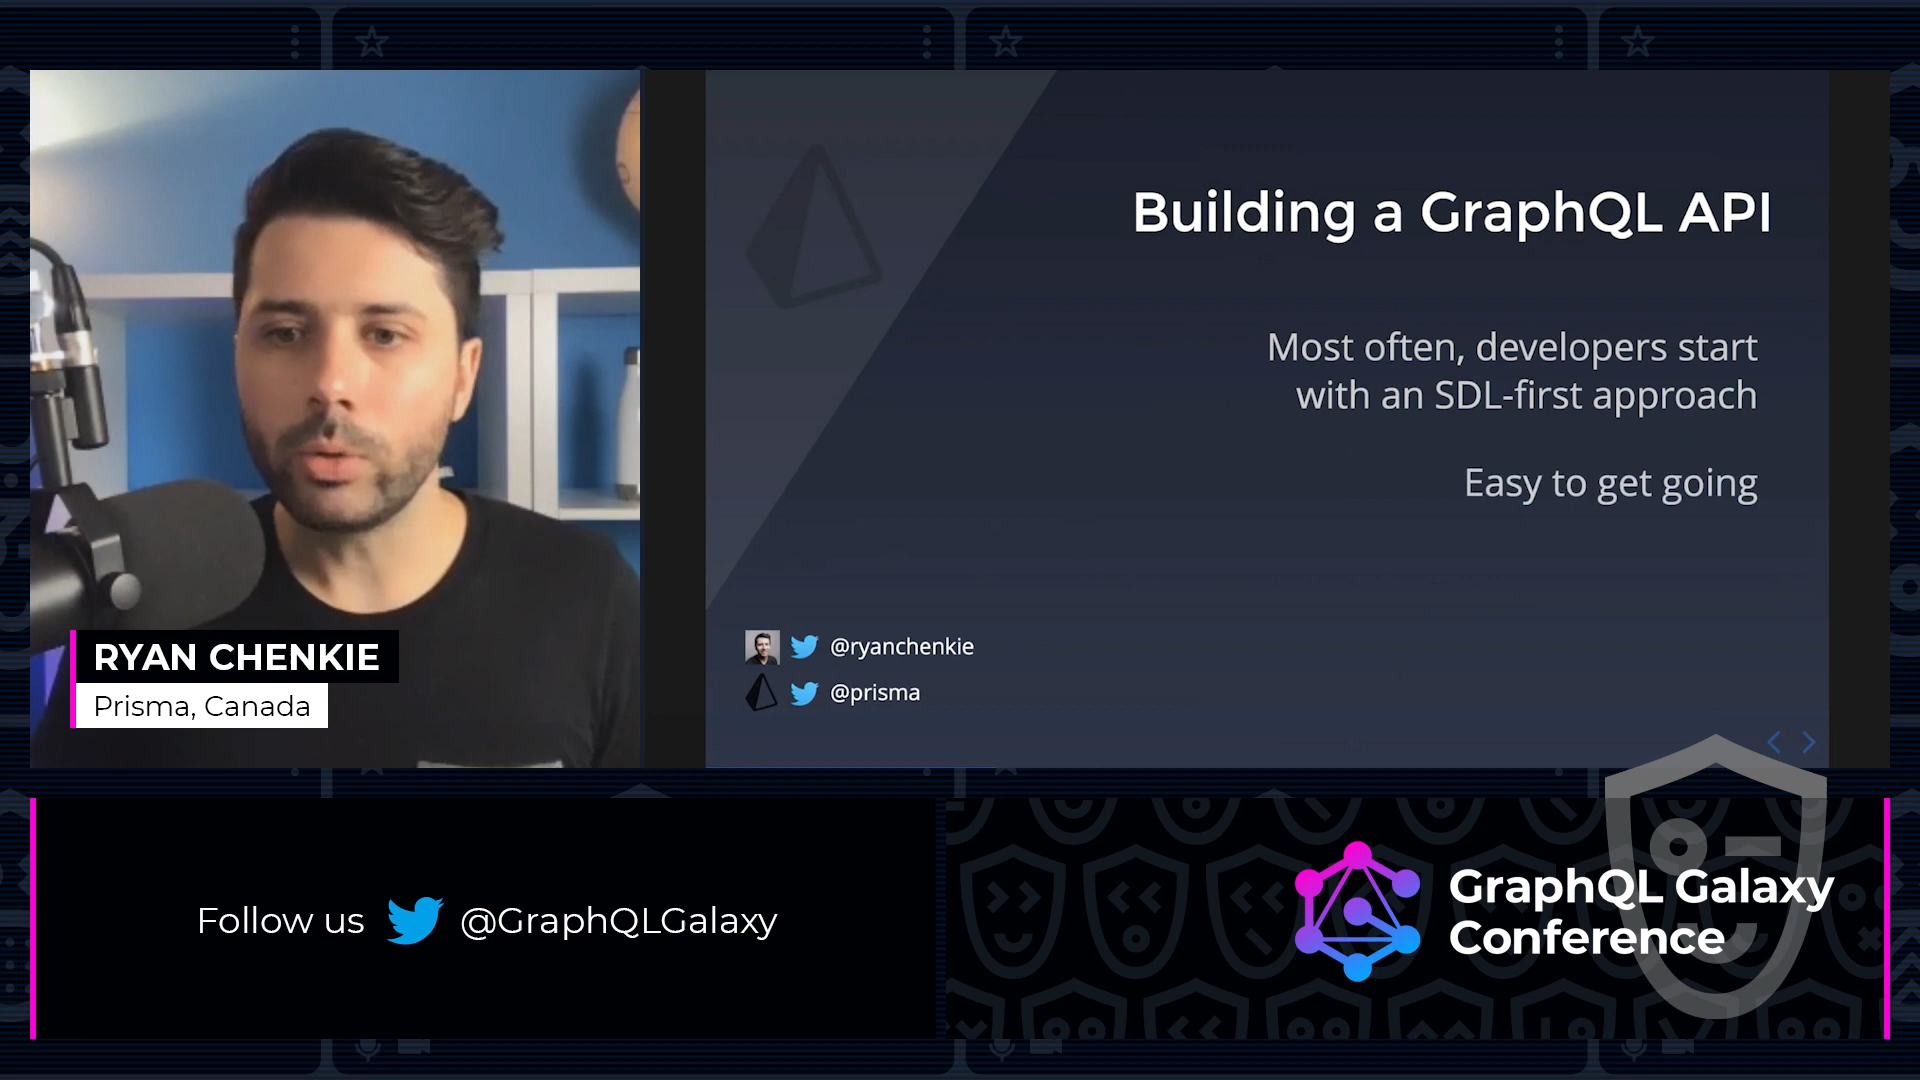 Building a GraphQL API
Most often, developers start
with an SDL-first approach
Easy to get going
@ryanchenkie
@prisma
RYAN CHENKIE
Prisma, Canada
Follow us @GraphQLGalaxy
GraphQL Galaxy
Conference